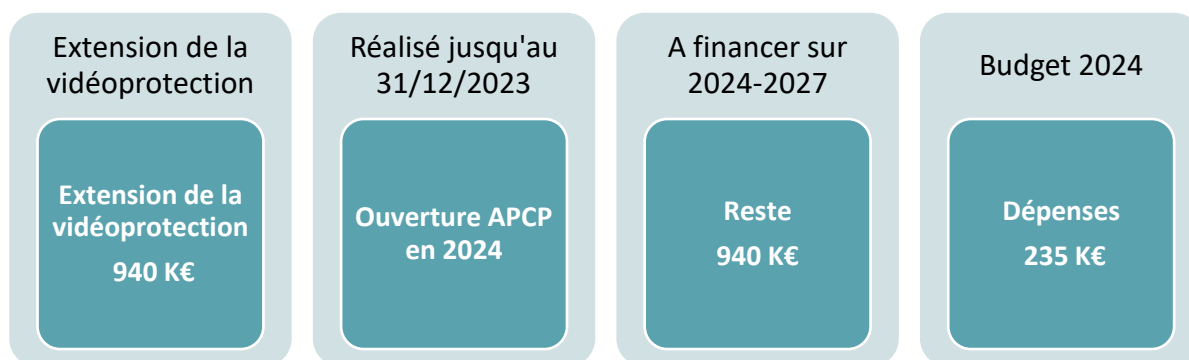 Extension de la
vidéoprotection
Extension de la
vidéoprotection
940 K€
Réalisé jusqu'au
31/12/2023
Ouverture APCP
en 2024
A financer sur
2024-2027
Reste
940 K€
Budget 2024
Dépenses
235 K€